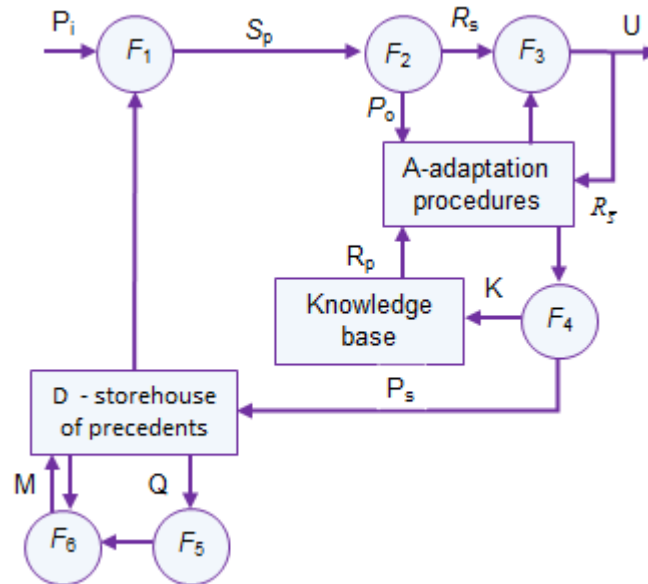 Pi
F1
Sp
F2
Rs
F3
U
Po
A-adaptation
procedures
Rs
Rp
Knowledge
base
K
F4
Ps
D - storehouse
of precedents
M
Q
F6
F5